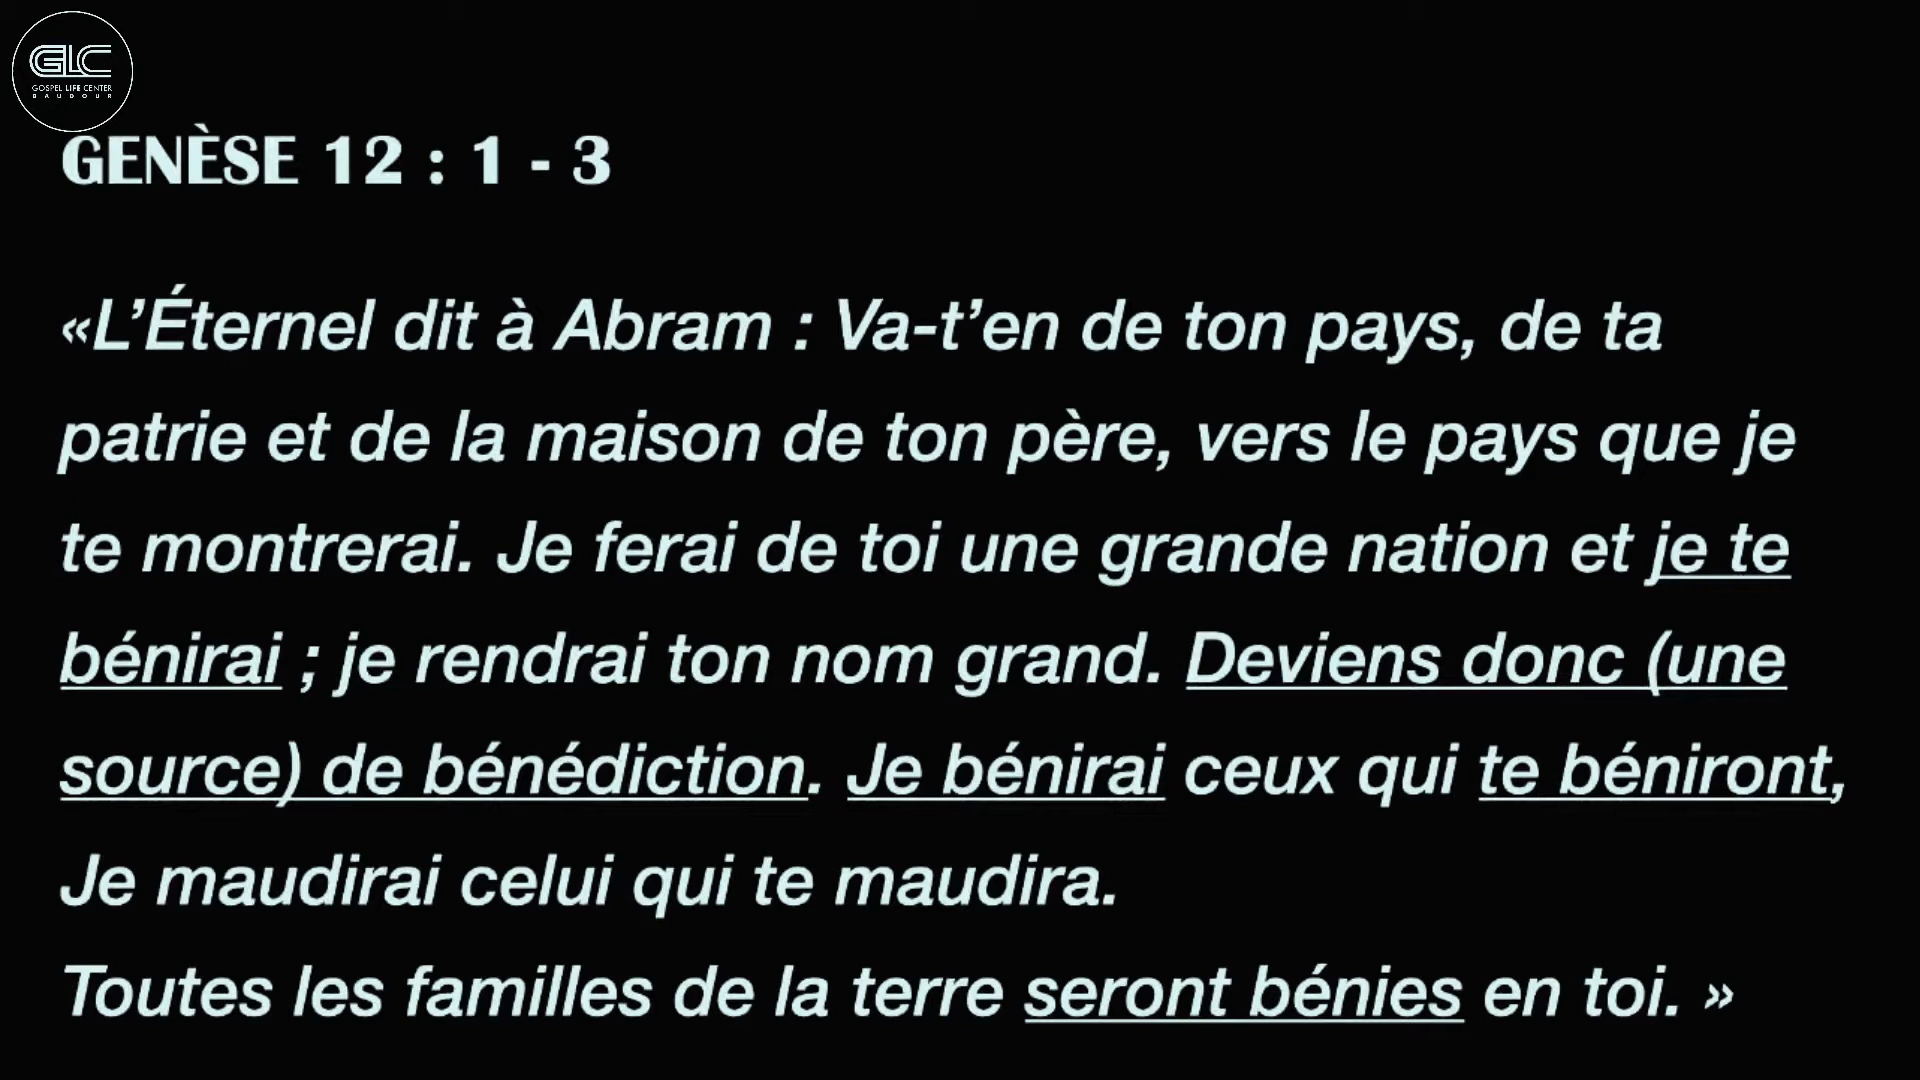 GLC
GOSPEL LIFE CENTER
BAUDOUR
GENÈSE 12 : 1 - 3
«L’Éternel dit à Abram : Va-t’en de ton pays, de ta
patrie et de la maison de ton père, vers le pays que je
te montrerai. Je ferai de toi une grande nation et je te
bénirai ; je rendrai ton nom grand. Deviens donc (une
source) de bénédiction. Je bénirai ceux qui te béniront,
Je maudirai celui qui te maudira.
Toutes les familles de la terre seront bénies en toi. »